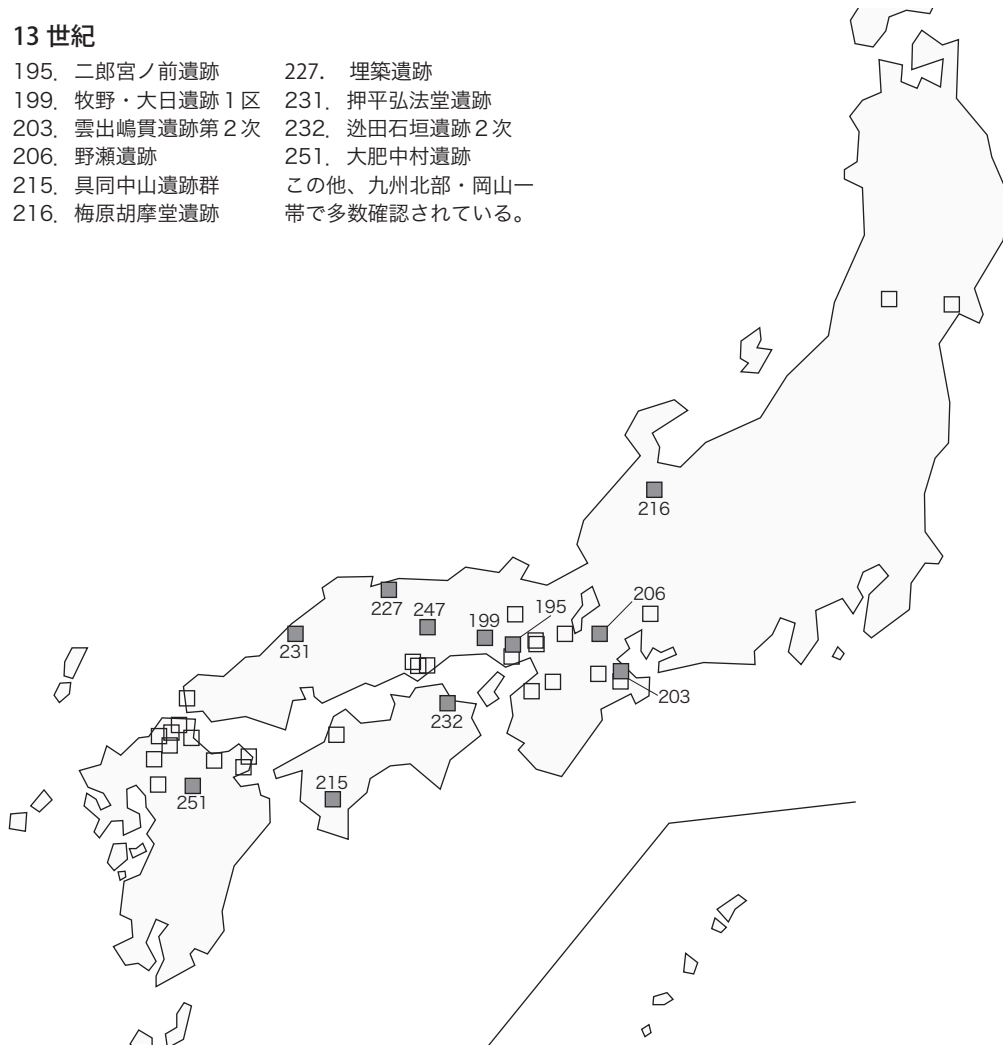 13 世紀
195．二郎宮ノ前遺跡
199．牧野・大日遺跡１区
203．雲出嶋貫遺跡第２次
206．野瀬遺跡
215．具同中山遺跡群
216．梅原胡摩堂遺跡
227．　埋築遺跡
231．押平弘法堂遺跡
232．迯田石垣遺跡２次
251．大肥中村遺跡
この他、九州北部・岡山一
帯で多数確認されている。
216
206
195
227
247
199
231
203
232
215
251